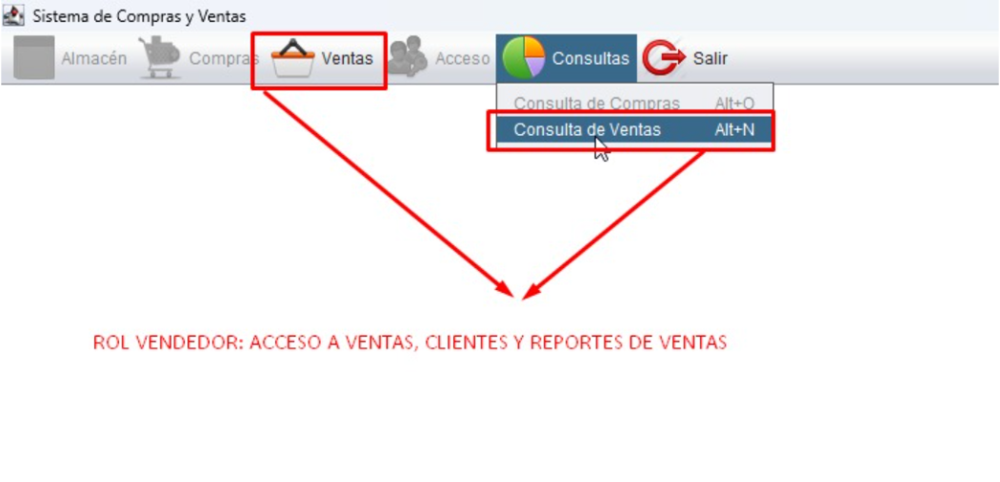 Sistema de Compras y Ventas
Almacén Compras Ventas Acceso Consultas Salir
Consulta de Compras Alt+O
Consulta de Ventas Alt+N
ROL VENDEDOR: ACCESO A VENTAS, CLIENTES Y REPORTES DE VENTAS